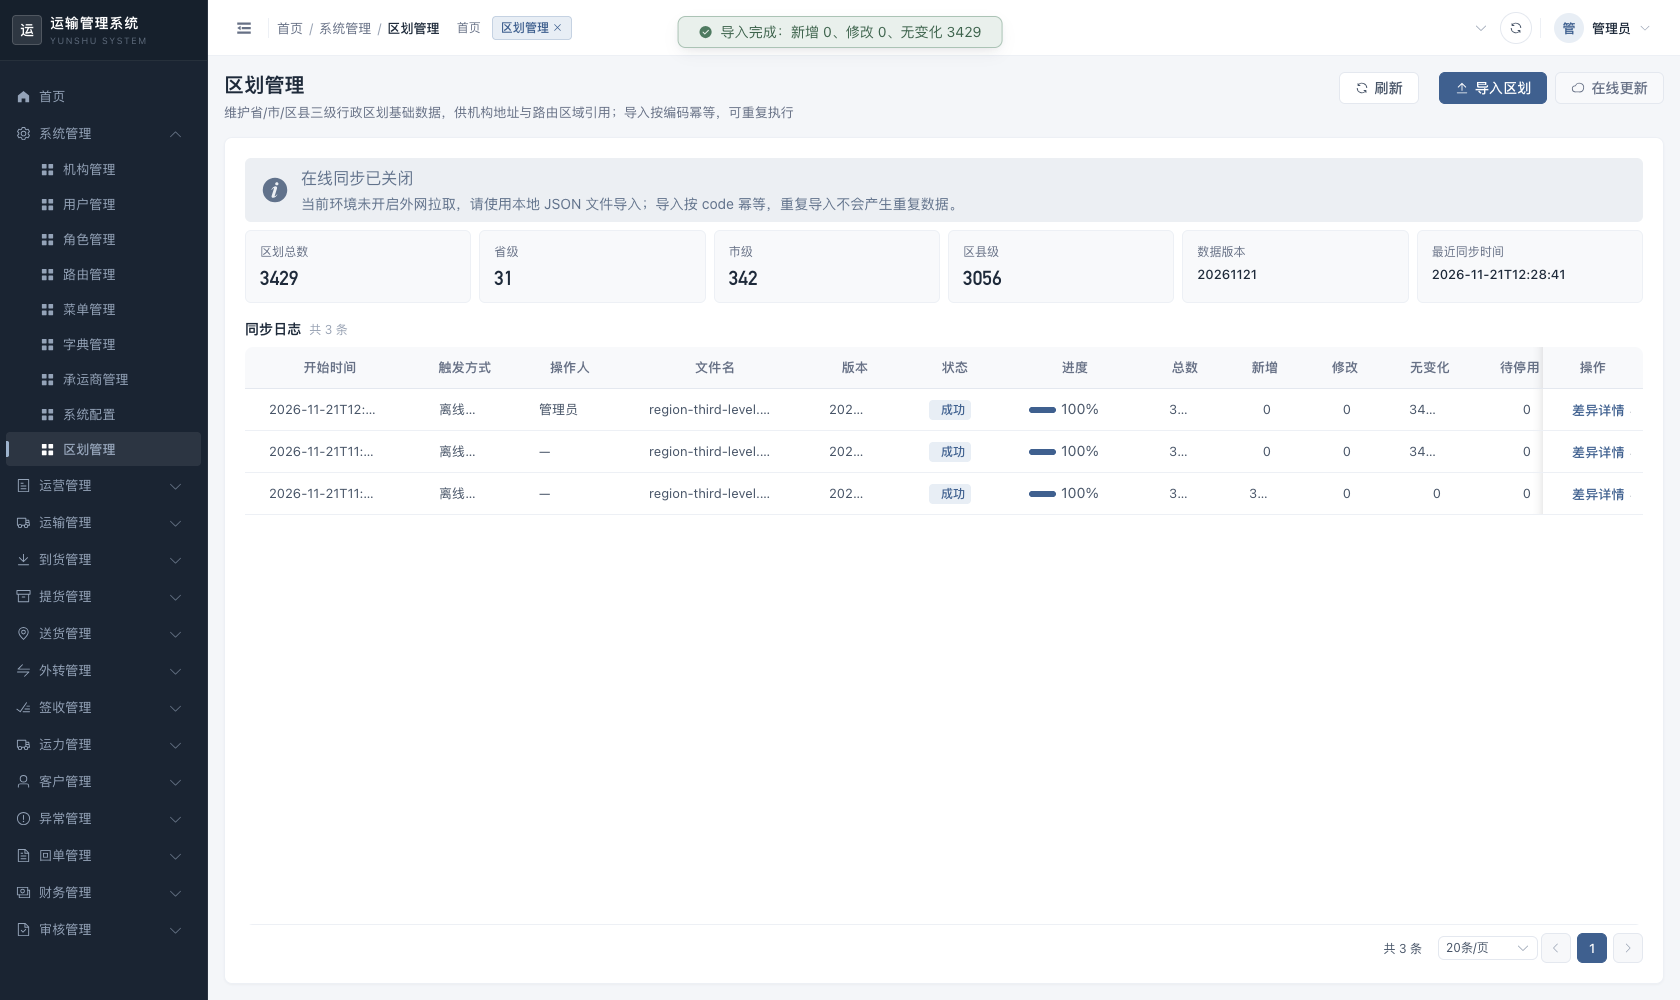 运
运输管理系统
YUNSHU SYSTEM
首页
系统管理
机构管理
用户管理
角色管理
路由管理
菜单管理
字典管理
承运商管理
系统配置
区划管理
运营管理
运输管理
到货管理
提货管理
送货管理
外转管理
签收管理
运力管理
客户管理
异常管理
回单管理
财务管理
审核管理
首页 / 系统管理 / 区划管理 首页 区划管理 ×
导入完成：新增 0、修改 0、无变化 3429
管 管理员
区划管理
维护省/市/区县三级行政区划基础数据，供机构地址与路由区域引用；导入按编码幂等，可重复执行
刷新 导入区划 在线更新
在线同步已关闭
当前环境未开启外网拉取，请使用本地 JSON 文件导入；导入按 code 幂等，重复导入不会产生重复数据。
区划总数 省级 市级 区县级 数据版本 最近同步时间
3429 31 342 3056 20261121 2026-11-21T12:28:41
同步日志 共 3 条
开始时间 触发方式 操作人 文件名 版本 状态 进度 总数 新增 修改 无变化 待停用 操作
2026-11-21T12:... 离线... 管理员 region-third-level.... 202... 成功 100% 3... 0 0 34... 0 差异详情
2026-11-21T11:... 离线... — region-third-level.... 202... 成功 100% 3... 0 0 34... 0 差异详情
2026-11-21T11:... 离线... — region-third-level.... 202... 成功 100% 3... 3... 0 0 0 差异详情
共 3 条 20条/页 1